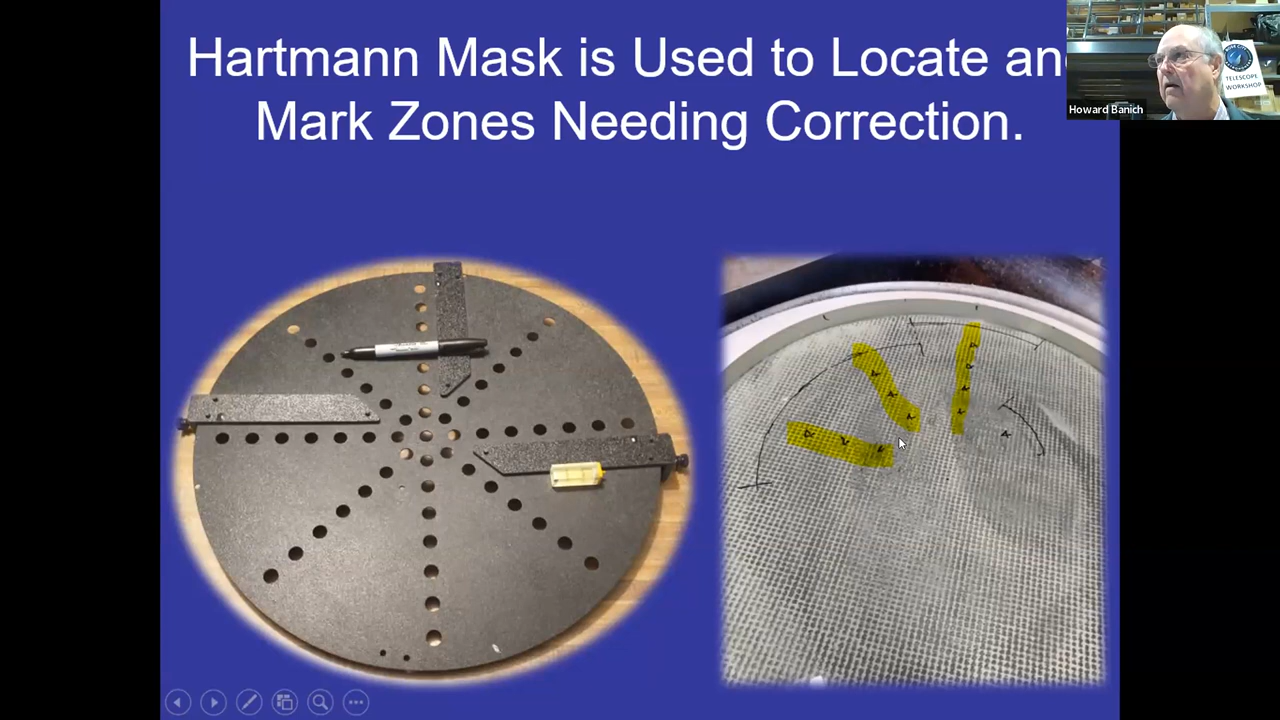 Hartmann Mask is Used to Locate an
Mark Zones Needing Correction.
TELESCOPE
WORKSHOP
Howard Banich